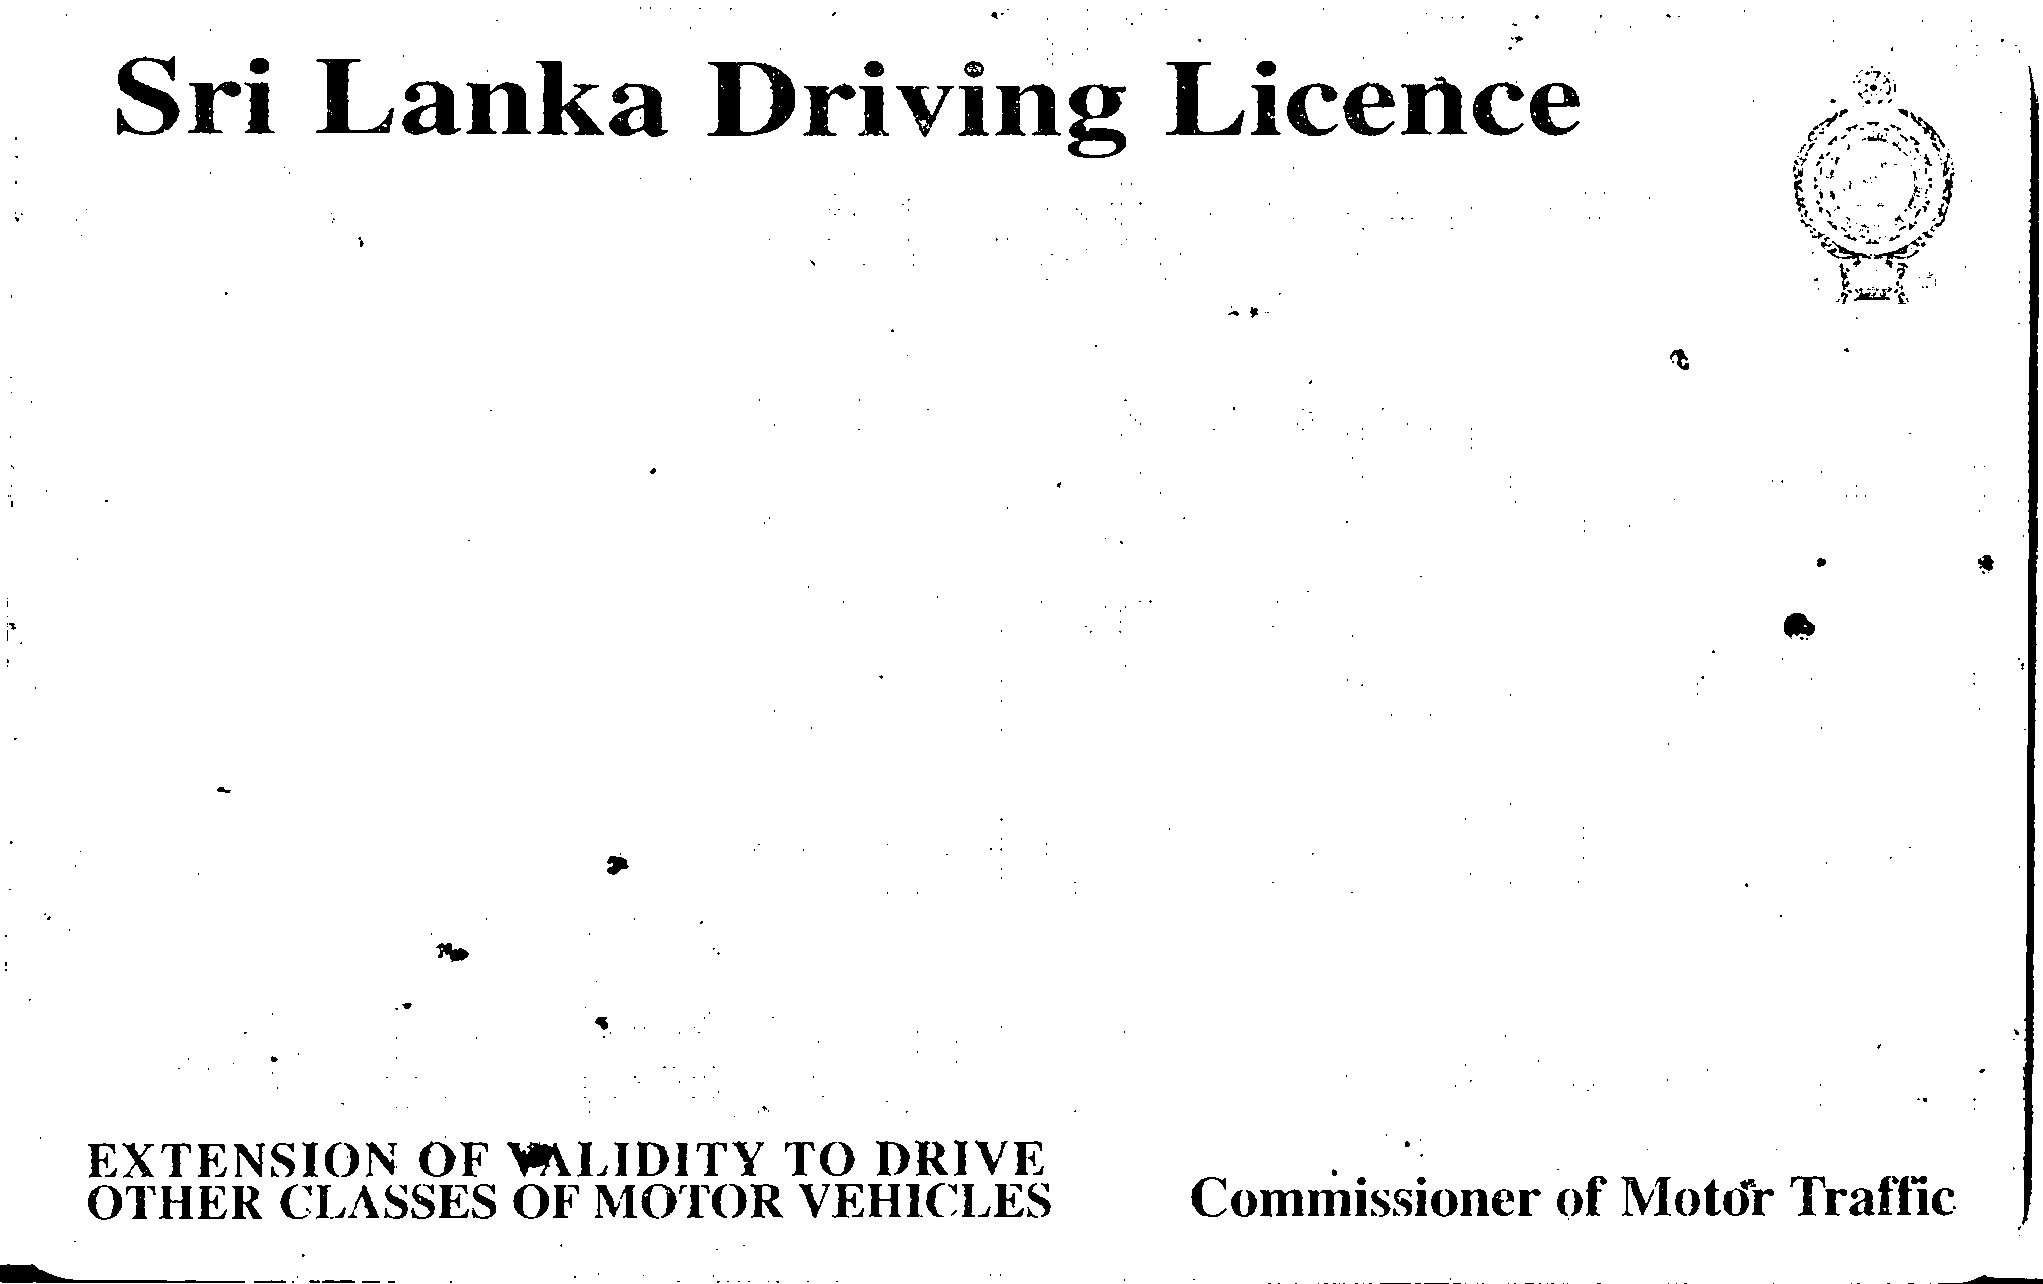 Sri Lanka Driving Licence
EXTENSION OF VALIDITY TO DRIVE
OTHER CLASSES OF MOTOR VEHICLES
Commissioner of Motor Traffic